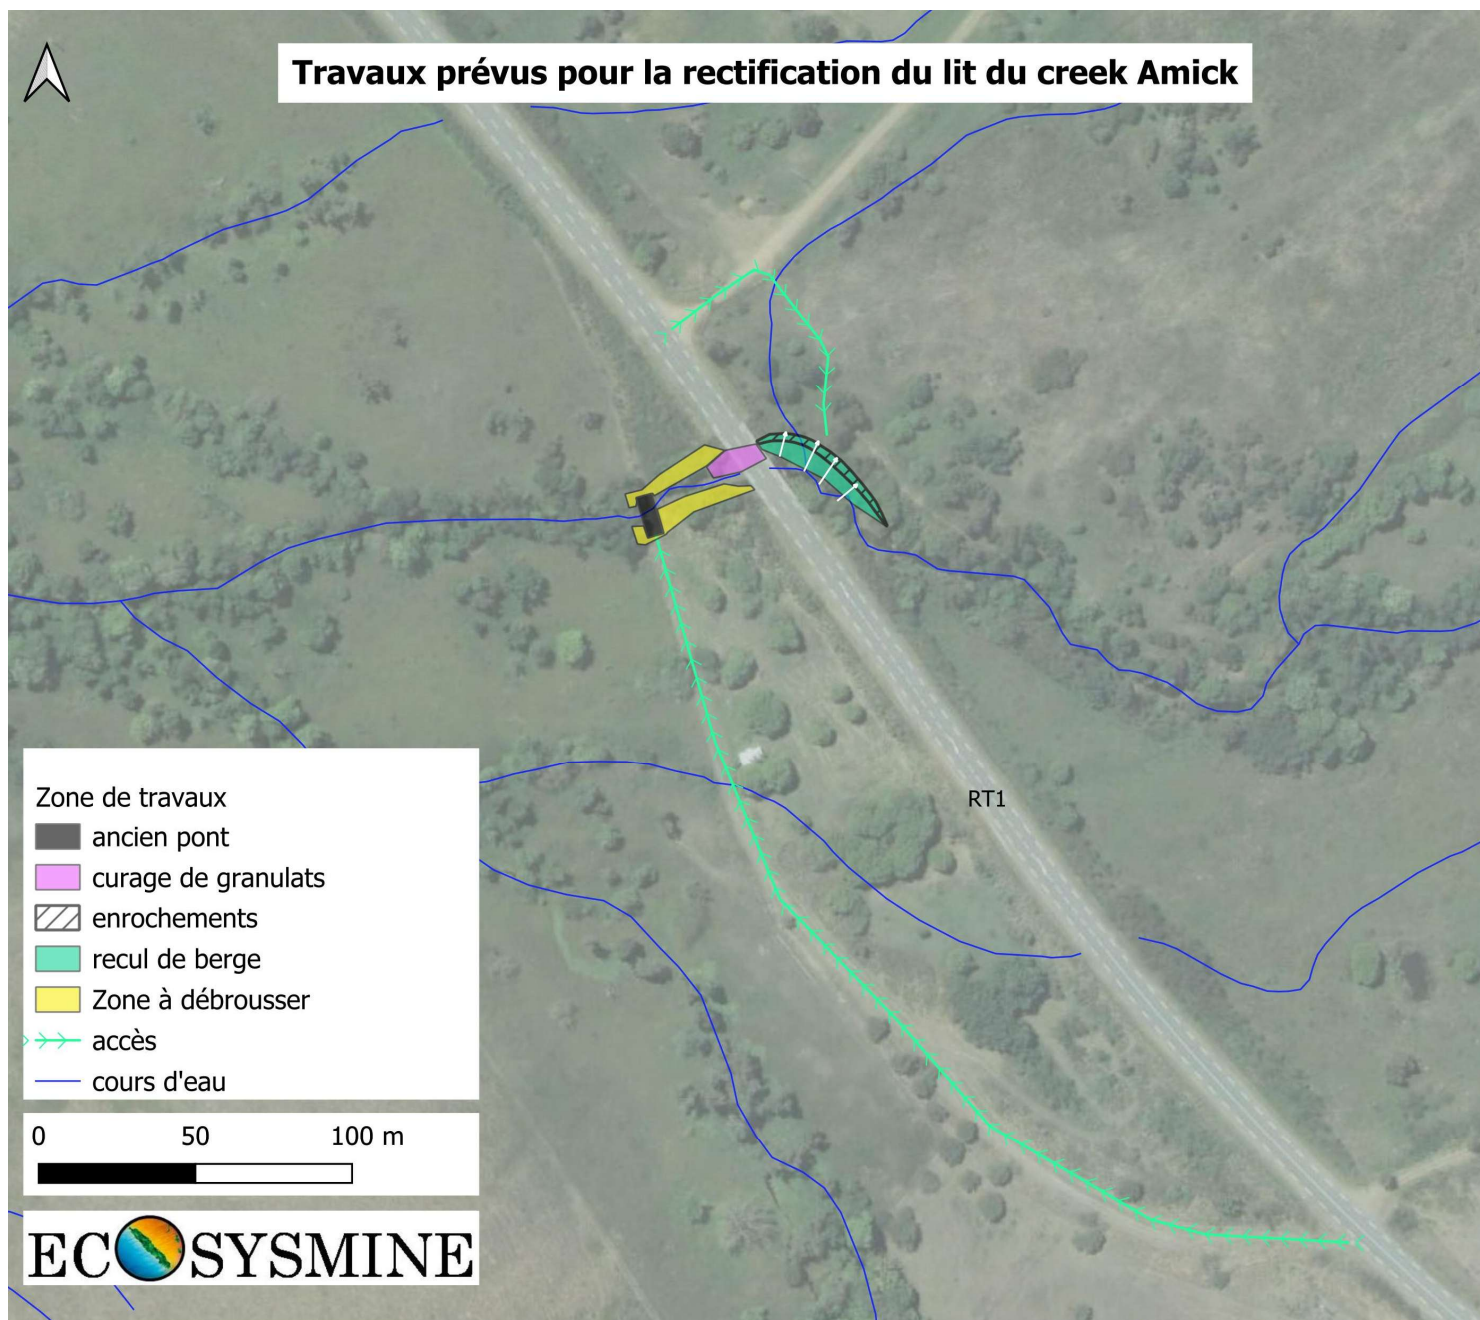 Travaux prévus pour la rectification du lit du creek Amick
RT1
Zone de travaux
ancien pont
curage de granulats
enrochements
recul de berge
Zone à débrousser
accès
cours d'eau
0 50 100 m
ECOSYSMINE